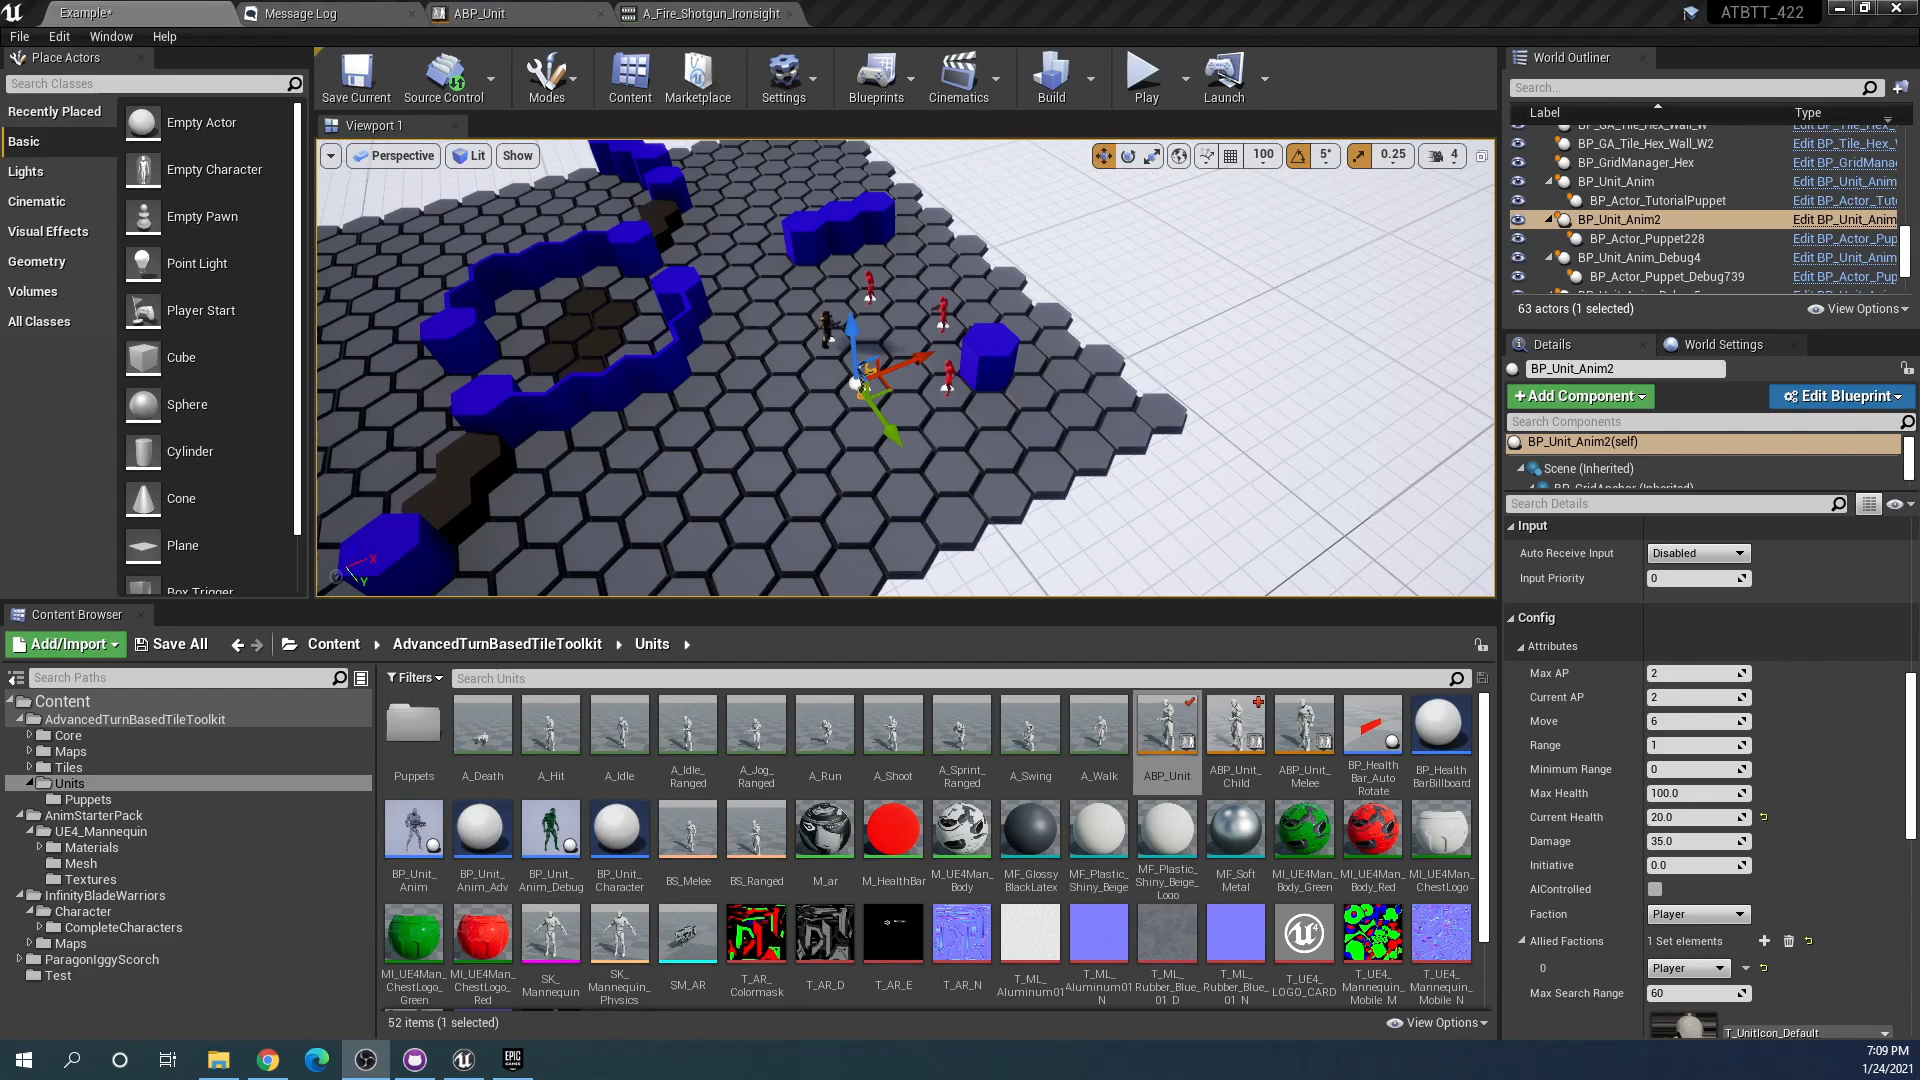 Example*
Message Log
ABP_Unit
A_Fire_Shotgun_Ironsight
ATBTT_422
File Edit Window Help
Place Actors
Search Classes
Recently Placed
Basic
Lights
Cinematic
Visual Effects
Geometry
Volumes
All Classes
Empty Actor
Empty Character
Empty Pawn
Point Light
Player Start
Cube
Sphere
Cylinder
Cone
Plane
Box Trigger
Save Current
Source Control
Modes
Content
Marketplace
Settings
Blueprints
Cinematics
Build
Play
Launch
Viewport 1
Perspective Lit Show
100 5° 0.25 4
X
Y
World Outliner
Search...
Label Type
BP_GA_Tile_Hex_Wall_W Edit BP_Tile_Hex_
BP_GA_Tile_Hex_Wall_W2 Edit BP_Tile_Hex_
BP_GridManager_Hex Edit BP_GridMana
BP_Unit_Anim Edit BP_Unit_Anim
BP_Actor_TutorialPuppet Edit BP_Actor_Tut
BP_Unit_Anim2 Edit BP_Unit_Anim
BP_Actor_Puppet228 Edit BP_Actor_Pup
BP_Unit_Anim_Debug4 Edit BP_Unit_Anim
BP_Actor_Puppet_Debug739 Edit BP_Actor_Pup
63 actors (1 selected) View Options
Details World Settings
BP_Unit_Anim2
+Add Component Edit Blueprint
Search Components
BP_Unit_Anim2(self)
Scene (Inherited)
BP_GridAnchor (Inherited)
Search Details
Input
Auto Receive Input Disabled
Input Priority 0
Config
Attributes
Max AP 2
Current AP 2
Move 6
Range 1
Minimum Range 0
Max Health 100.0
Current Health 20.0
Damage 35.0
Initiative 0.0
AIControlled
Faction Player
Allied Factions 1 Set elements
0 Player
Max Search Range 60
T_UnitIcon_Default
Content Browser
Add/Import Save All Content AdvancedTurnBasedTileToolkit Units
Search Paths
Content
AdvancedTurnBasedTileToolkit
Core
Maps
Tiles
Units
Puppets
AnimStarterPack
UE4_Mannequin
Materials
Mesh
Textures
InfinityBladeWarriors
Character
CompleteCharacters
Maps
ParagonIggyScorch
Test
Filters Search Units
Puppets
A_Death
A_Hit
A_Idle
A_Idle_
Ranged
A_Jog_
Ranged
A_Run
A_Shoot
A_Sprint_
Ranged
A_Swing
A_Walk
ABP_Unit
ABP_Unit_
Child
ABP_Unit_
Melee
BP_Health
Bar_Auto
Rotate
BP_Health
BarBillboard
BP_Unit_
Anim
BP_Unit_
Anim_Adv
BP_Unit_
Anim_Debug
BP_Unit_
Character
BS_Melee
BS_Ranged
M_ar
M_HealthBar
M_UE4Man_
Body
MF_Glossy
BlackLatex
MF_Plastic_
Shiny_Beige
MF_Plastic_
Shiny_Beige_
Logo
MF_Soft
Metal
MI_UE4Man_
Body_Green
MI_UE4Man_
Body_Red
MI_UE4Man_
ChestLogo
MI_UE4Man_
ChestLogo_
Green
MI_UE4Man_
ChestLogo_
Red
SK_
Mannequin
SK_
Mannequin_
Physics
SM_AR
T_AR_
Colormask
T_AR_D
T_AR_E
T_AR_N
T_ML_
Aluminum01
T_ML_
Aluminum01_
N
T_ML_
Rubber_Blue_
01_D
T_ML_
Rubber_Blue_
01_N
T_UE4_
LOGO_CARD
T_UE4_
Mannequin_
Mobile_M
T_UE4_
Mannequin_
Mobile_N
52 items (1 selected) View Options
EPIC
GAMES
7:09 PM
1/24/2021